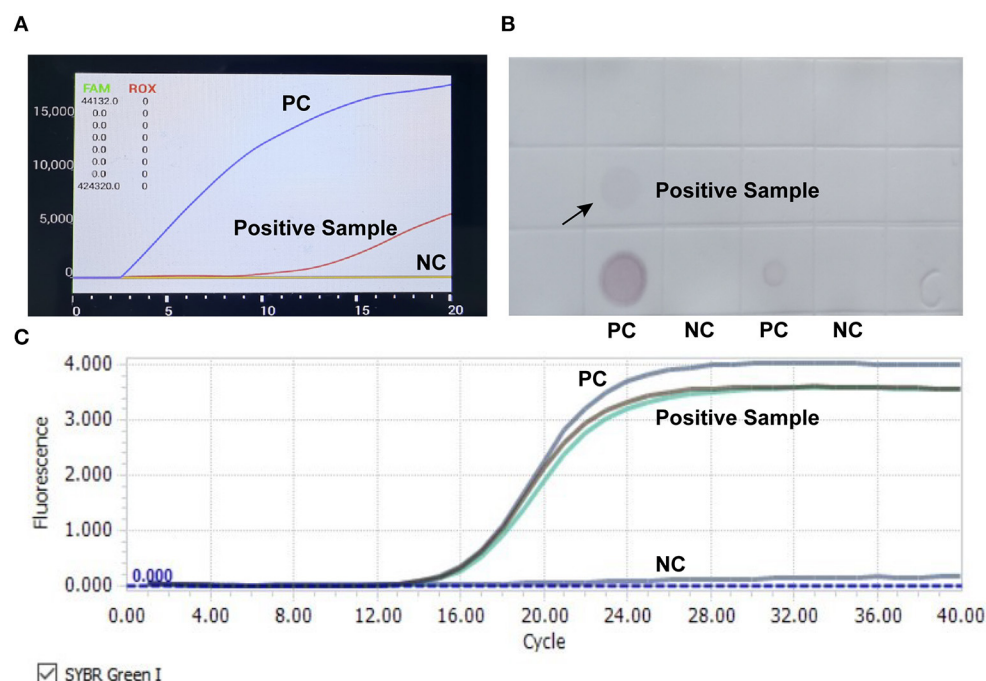 A
B
FAM ROX
44132.0 0
0.0 0
0.0 0
0.0 0
0.0 0
0.0 0
0.0 0
424320.0 0
15,000
10,000
5,000
0
PC
Positive Sample
NC
0 5 10 15 20
Positive Sample
PC NC PC NC
C
4.000
3.000
2.000
1.000
0.000
Fluorescence
PC
Positive Sample
NC
0.000
0.00 4.00 8.00 12.00 16.00 20.00 24.00 28.00 32.00 36.00 40.00
Cycle
SYBR Green I